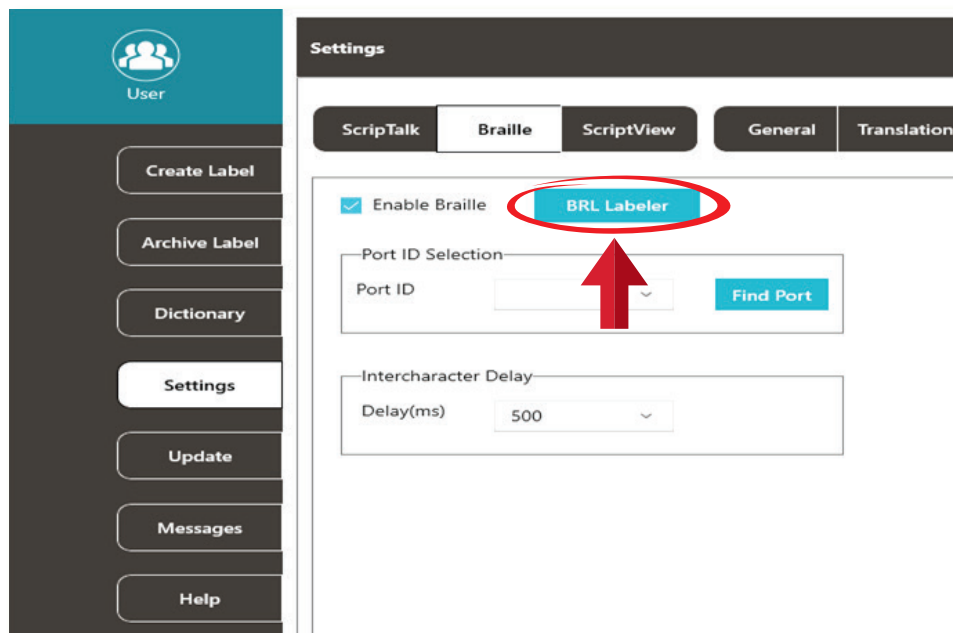 User
Create Label
Archive Label
Dictionary
Settings
Update
Messages
Help
Settings
ScripTalk Braille ScriptView General Translation
Enable Braille BRL Labeler
Port ID Selection
Port ID Find Port
Intercharacter Delay
Delay(ms) 500